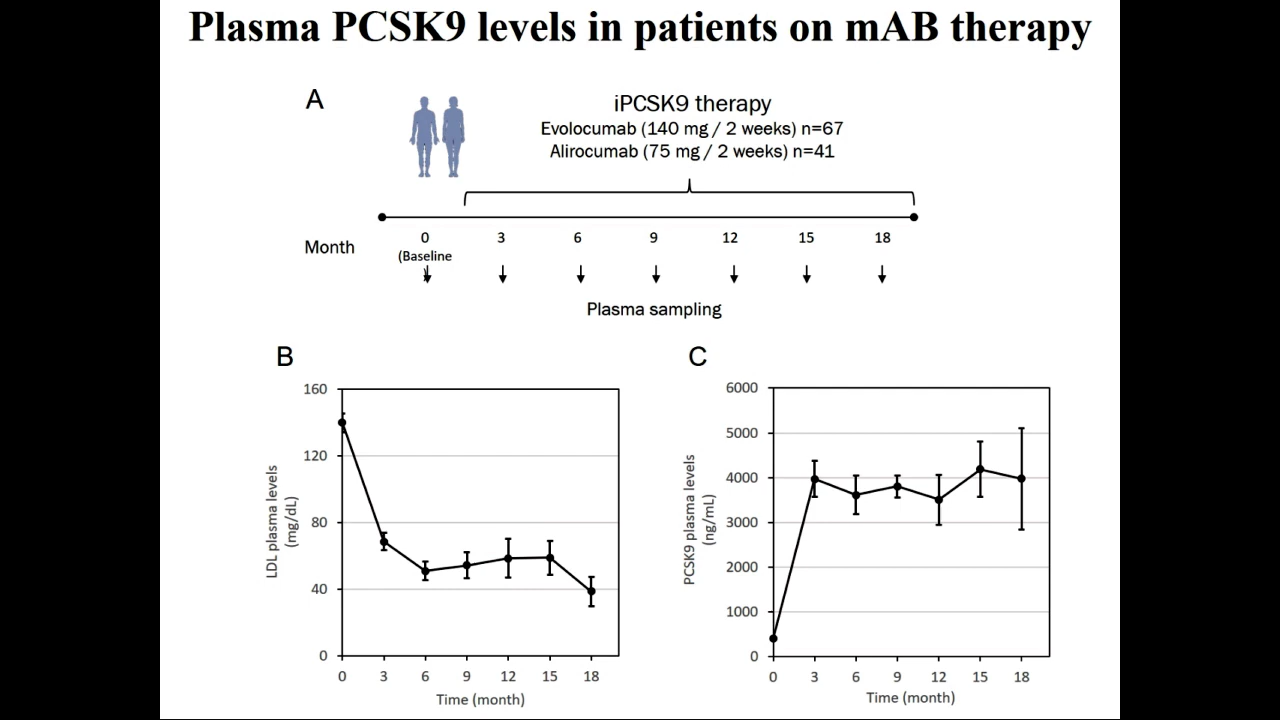 Plasma PCSK9 levels in patients on mAB therapy
A
iPCSK9 therapy
Evolocumab (140 mg / 2 weeks) n=67
Alirocumab (75 mg / 2 weeks) n=41
Month
0
3
6
9
12
15
18
(Baseline
)
Plasma sampling
B
160
120
80
40
0
LDL plasma levels
(mg/dL)
0
3
6
9
12
15
18
Time (month)
C
6000
5000
4000
3000
2000
1000
0
PCSK9 plasma levels
(ng/mL)
0
3
6
9
12
15
18
Time (month)